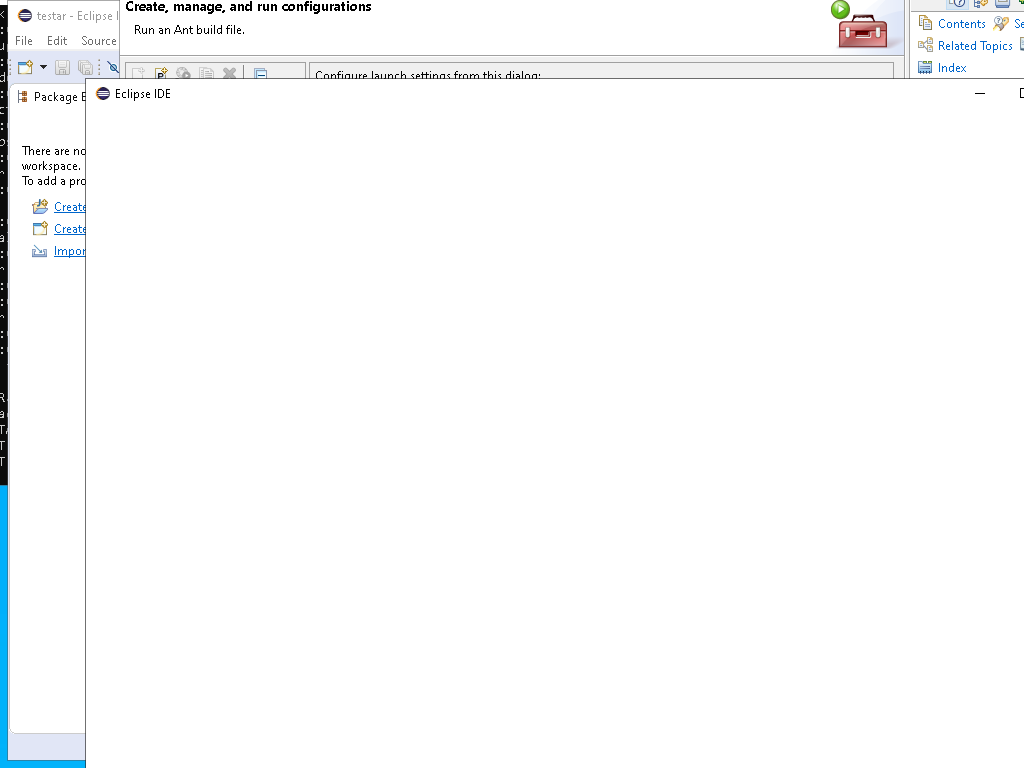 testar - Eclipse I
Create, manage, and run configurations
Run an Ant build file.
File Edit Source
Contents Se
Related Topics
Index
Configure launch settings from this dialog:
Package E
Eclipse IDE
There are no
workspace.
To add a pro
Create
Create
Impor